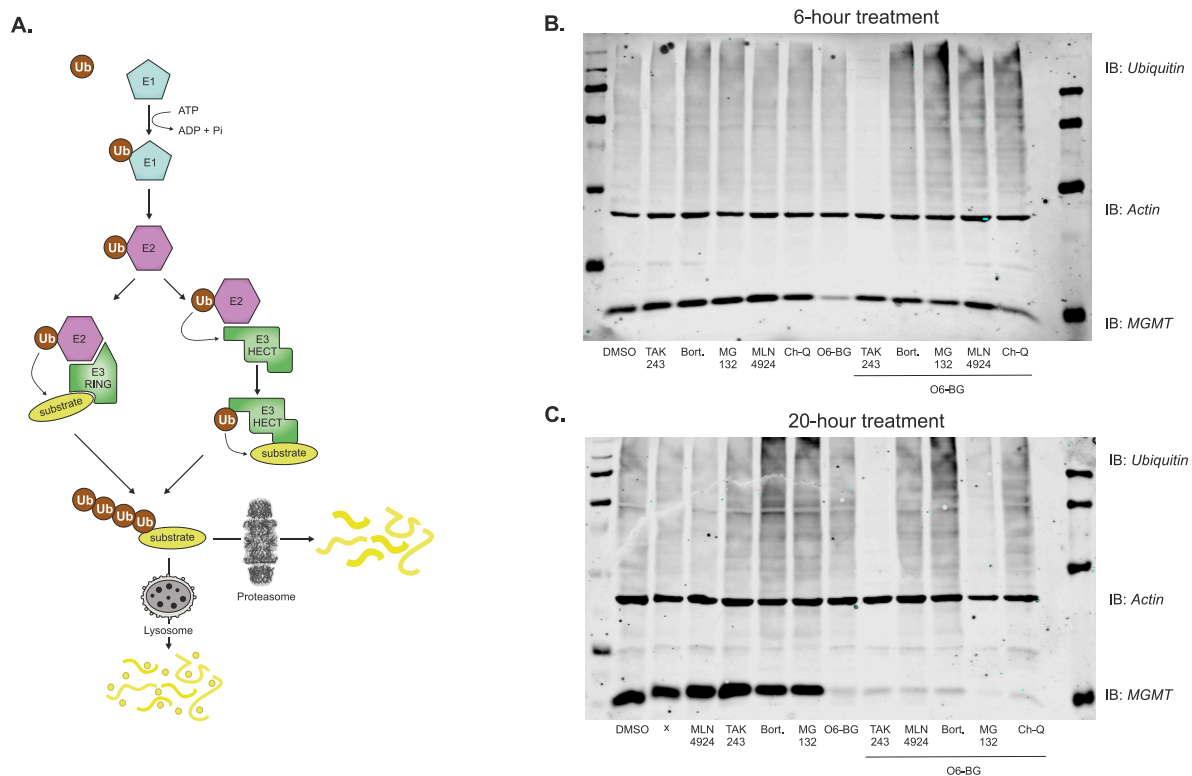 A.
Ub
E1
ATP
ADP + Pi
Ub
E1
Ub
E2
Ub
E2
Ub
E2
E3
HECT
E3
RING
substrate
Ub
E3
HECT
substrate
Ub
Ub
Ub
Ub
substrate
Proteasome
Lysosome
B.
6-hour treatment
IB: Ubiquitin
IB: Actin
IB: MGMT
DMSO TAK Bort. MG MLN Ch-Q O6-BG TAK Bort. MG MLN Ch-Q
243 132 4924 243 132 4924
O6-BG
C.
20-hour treatment
IB: Ubiquitin
IB: Actin
IB: MGMT
DMSO x MLN TAK Bort. MG O6-BG TAK MLN Bort. MG Ch-Q
4924 243 132 243 4924 132
O6-BG